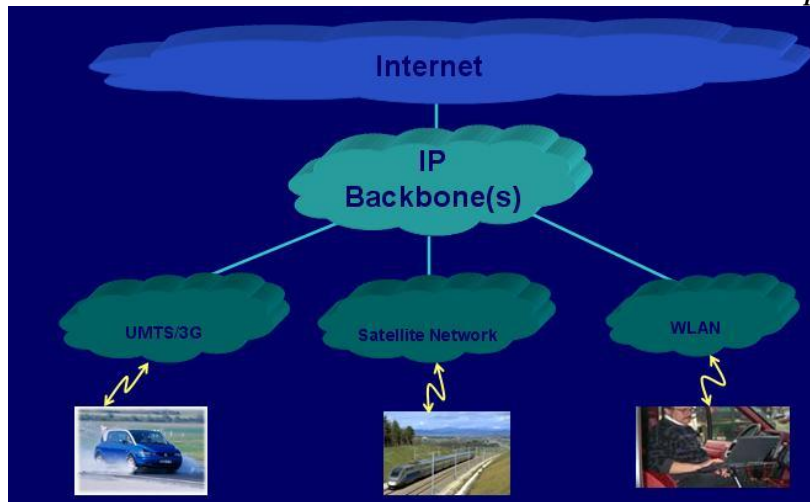 Internet
IP
Backbone(s)
UMTS/3G
Satellite Network
WLAN